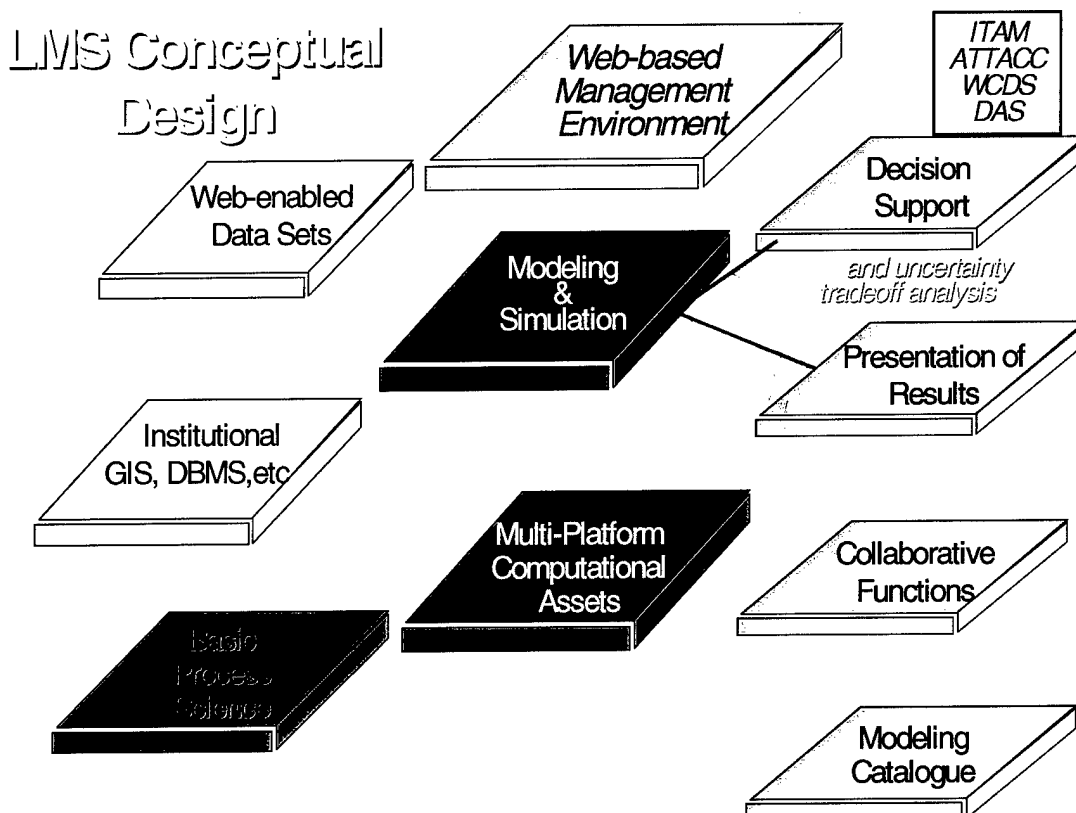 LMS Conceptual
Design
Web-based
Management
Environment
ITAM
ATTACC
WCDS
DAS
Web-enabled
Data Sets
Decision
Support
and uncertainty
tradeoff analysis
Modeling
&
Simulation
Presentation of
Results
Institutional
GIS, DBMS,etc
Multi-Platform
Computational
Assets
Collaborative
Functions
Basic
Process
Science
Modeling
Catalogue